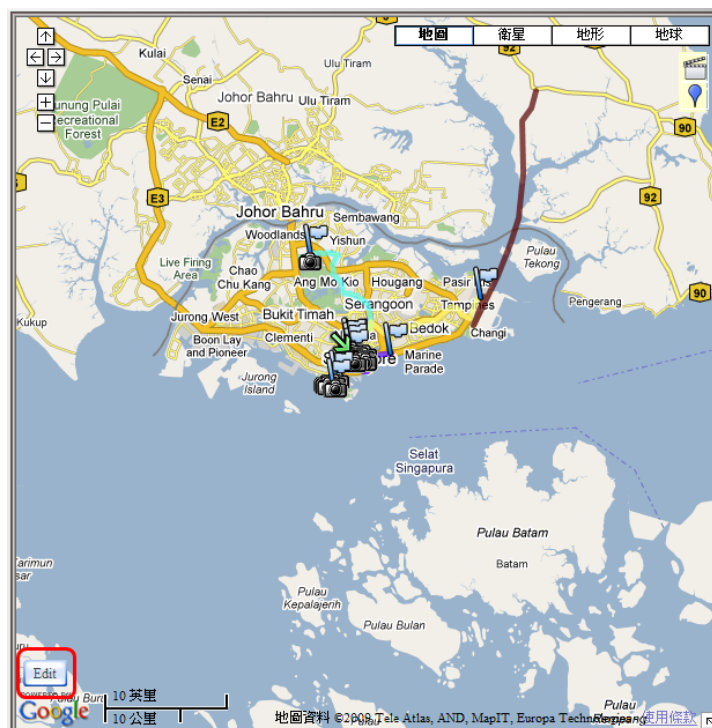 92
地圖
衛星
地形
地球
Kulai
Ulu Tiram
Senai
Johor Bahru
Ulu Tiram
Gunung Pulai
Recreational
Forest
E2
90
E3
92
Johor Bahru
Sembawang
Woodlands
Yishun
Live Firing
Area
Chao
Chu Kang
Pulau
Tekong
Ang Mo Kio
Hougang
Pasir
90
Serangoon
Tampines
Pengerang
Kukup
Jurong West
Bukit Timah
Bedok
Changi
Boon Lay
and Pioneer
Clementi
Marine
Parade
Jurong
Island
Selat
Singapura
Pulau Batam
Batam
Karimun
Pulau
Kepalajerih
Pulau Bulan
Edit
POWERED BY
Google
10 英里
10 公里
地圖資料 ©2009 Tele Atlas, AND, MapIT, Europa Technologies
使用條款
Pulau
Rempang